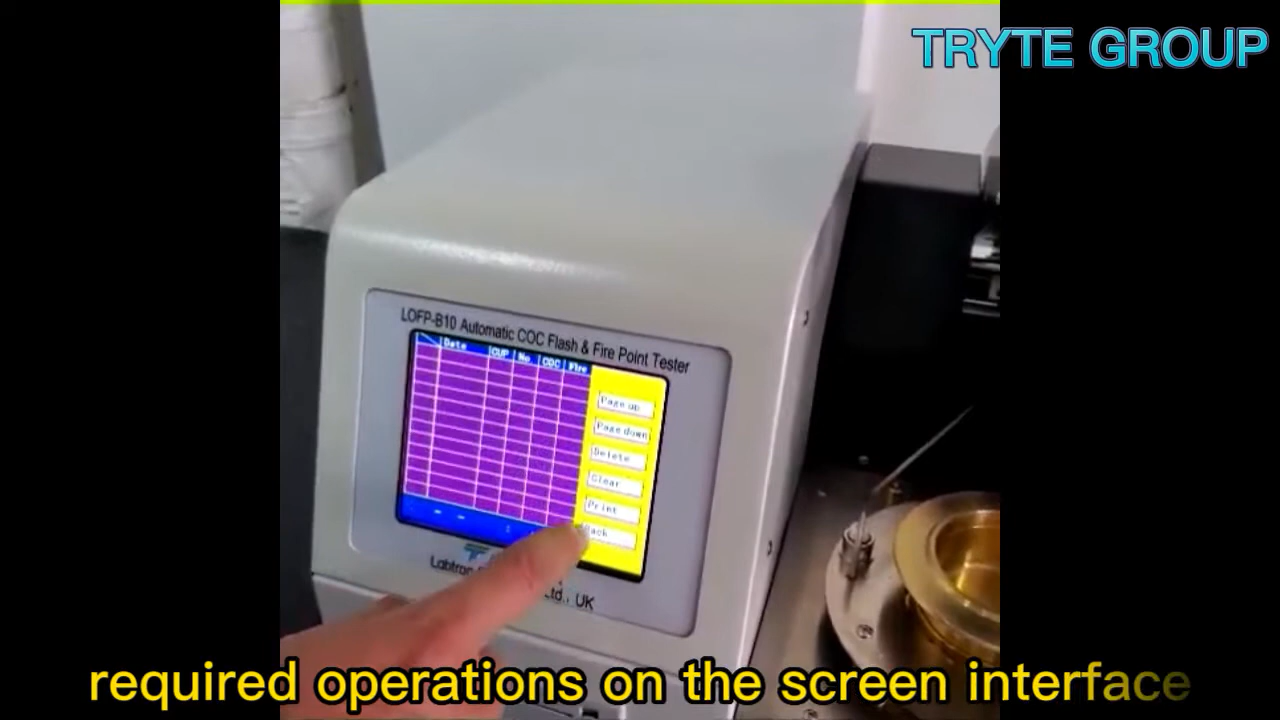 TRYTE GROUP
LOFP-B10 Automatic COC Flash & Fire Point Tester
Date CUP No. COC Fire
Page up
Page down
Delete
Clear
Print
Back
Ltd., UK
required operations on the screen interface